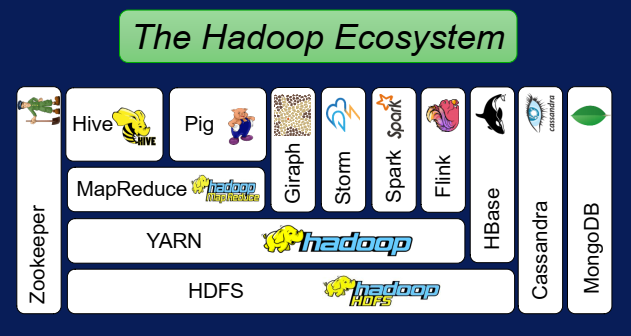 The Hadoop Ecosystem
Zookeeper
Hive
HIVE
Pig
Giraph
Storm
Spark
Spark
Flink
HBase
cassandra
Cassandra
MongoDB
MapReduce
hadoop
MapReduce
YARN
hadoop
HDFS
hadoop
HDFS